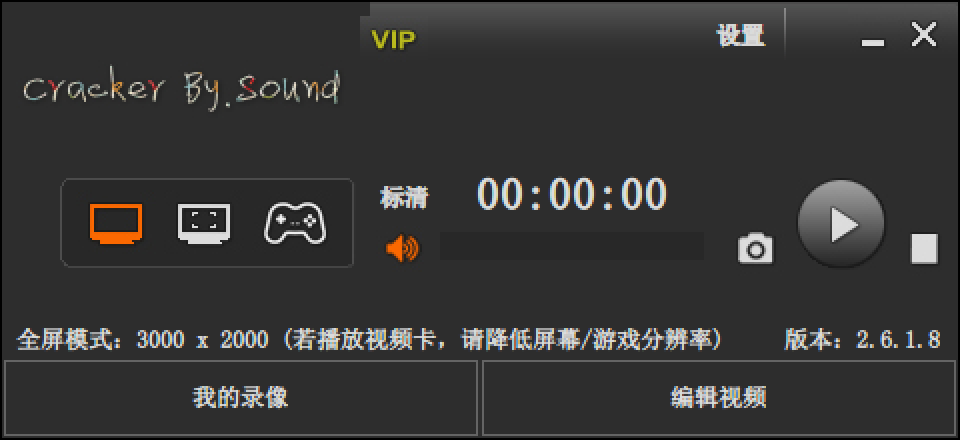 VIP
设置
Cracker By.Sound
标清
00:00:00
全屏模式：3000 x 2000 (若播放视频卡，请降低屏幕/游戏分辨率)
版本：2.6.1.8
我的录像
编辑视频